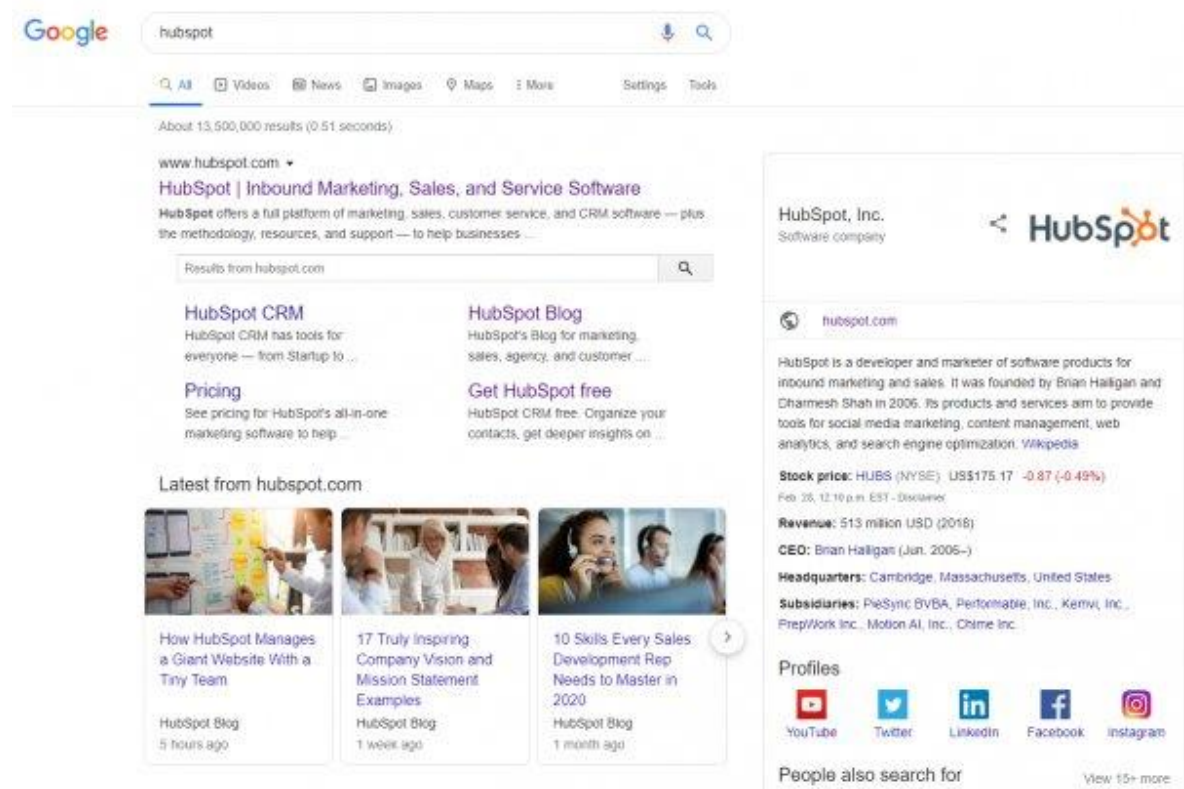 Google
hubspot
All Videos News Images Maps More Settings Tools
About 13,500,000 results (0.51 seconds)
www.hubspot.com
HubSpot | Inbound Marketing, Sales, and Service Software
HubSpot offers a full platform of marketing, sales, customer service, and CRM software — plus
the methodology, resources, and support — to help businesses ...
Results from hubspot.com
HubSpot CRM
HubSpot CRM has tools for
everyone — from Startup to ...
HubSpot Blog
HubSpot's Blog for marketing,
sales, agency, and customer ....
Pricing
See pricing for HubSpot's all-in-one
marketing software to help ...
Get HubSpot free
HubSpot CRM free. Organize your
contacts, get deeper insights on ...
Latest from hubspot.com
How HubSpot Manages
a Giant Website With a
Tiny Team
HubSpot Blog
5 hours ago
17 Truly Inspiring
Company Vision and
Mission Statement
Examples
HubSpot Blog
1 week ago
10 Skills Every Sales
Development Rep
Needs to Master in
2020
HubSpot Blog
1 month ago
HubSpot, Inc.
Software company
HubSpot
hubspot.com
HubSpot is a developer and marketer of software products for
inbound marketing and sales. It was founded by Brian Halligan and
Dharmesh Shah in 2006. Its products and services aim to provide
tools for social media marketing, content management, web
analytics, and search engine optimization. Wikipedia
Stock price: HUBS (NYSE) US$175.17 -0.87 (-0.49%)
Feb. 28, 12:10 p.m. EST - Disclaimer
Revenue: 513 million USD (2018)
CEO: Brian Halligan (Jun. 2006–)
Headquarters: Cambridge, Massachusetts, United States
Subsidiaries: PieSync BVBA, Performable, Inc., Kemvi, Inc.,
PrepWork Inc., Motion AI, Inc., Chime Inc.
Profiles
YouTube Twitter LinkedIn Facebook Instagram
People also search for View 15+ more